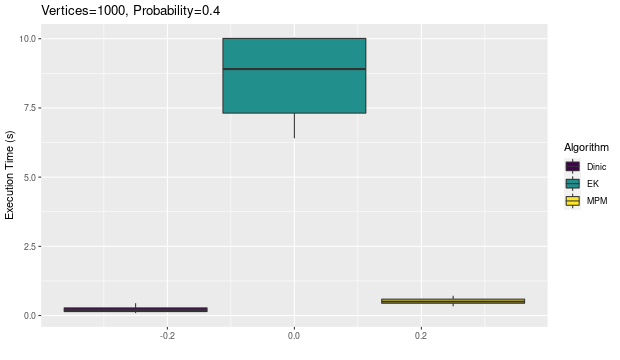 Vertices=1000, Probability=0.4
10.0
7.5
5.0
2.5
0.0
Execution Time (s)
-0.2
0.0
0.2
Algorithm
Dinic
EK
MPM